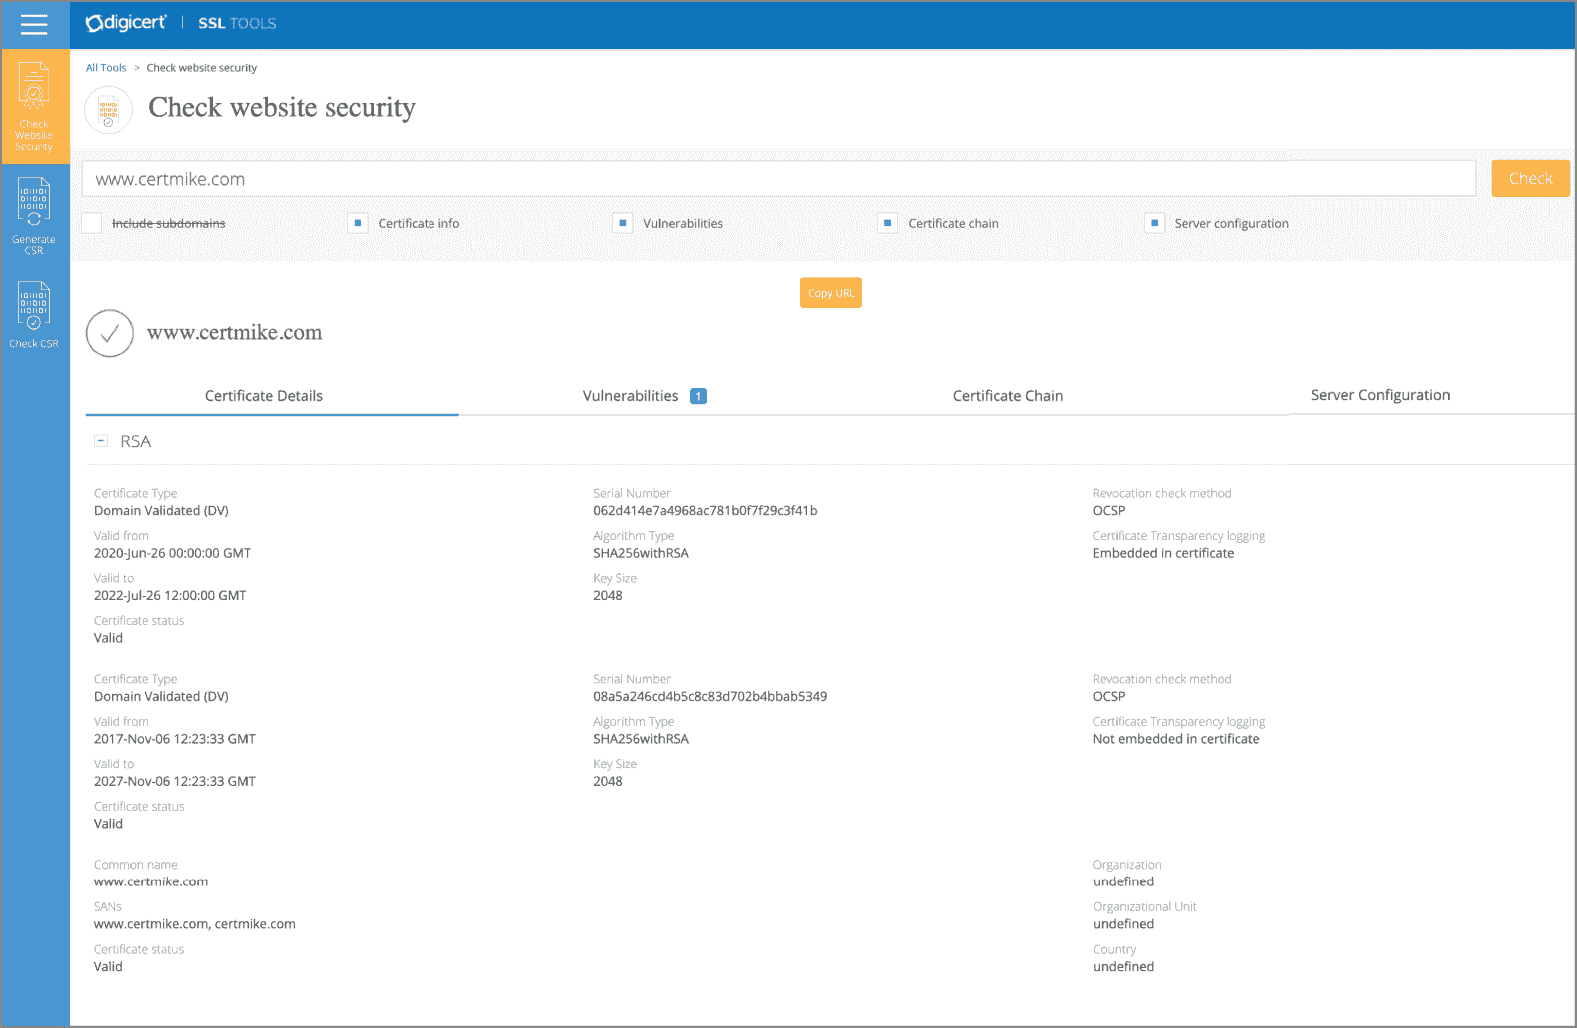 digicert | SSL TOOLS
Check
Website
Security
Generate
CSR
Check CSR
All Tools > Check website security
Check website security
www.certmike.com
Check
Include subdomains
Certificate info
Vulnerabilities
Certificate chain
Server configuration
Copy URL
www.certmike.com
Certificate Details
Vulnerabilities 1
Certificate Chain
Server Configuration
RSA
Certificate Type
Domain Validated (DV)
Valid from
2020-Jun-26 00:00:00 GMT
Valid to
2022-Jul-26 12:00:00 GMT
Certificate status
Valid
Serial Number
062d414e7a4968ac781b0f7f29c3f41b
Algorithm Type
SHA256withRSA
Key Size
2048
Revocation check method
OCSP
Certificate Transparency logging
Embedded in certificate
Certificate Type
Domain Validated (DV)
Valid from
2017-Nov-06 12:23:33 GMT
Valid to
2027-Nov-06 12:23:33 GMT
Certificate status
Valid
Serial Number
08a5a246cd4b5c8c83d702b4bbab5349
Algorithm Type
SHA256withRSA
Key Size
2048
Revocation check method
OCSP
Certificate Transparency logging
Not embedded in certificate
Common name
www.certmike.com
SANs
www.certmike.com, certmike.com
Certificate status
Valid
Organization
undefined
Organizational Unit
undefined
Country
undefined